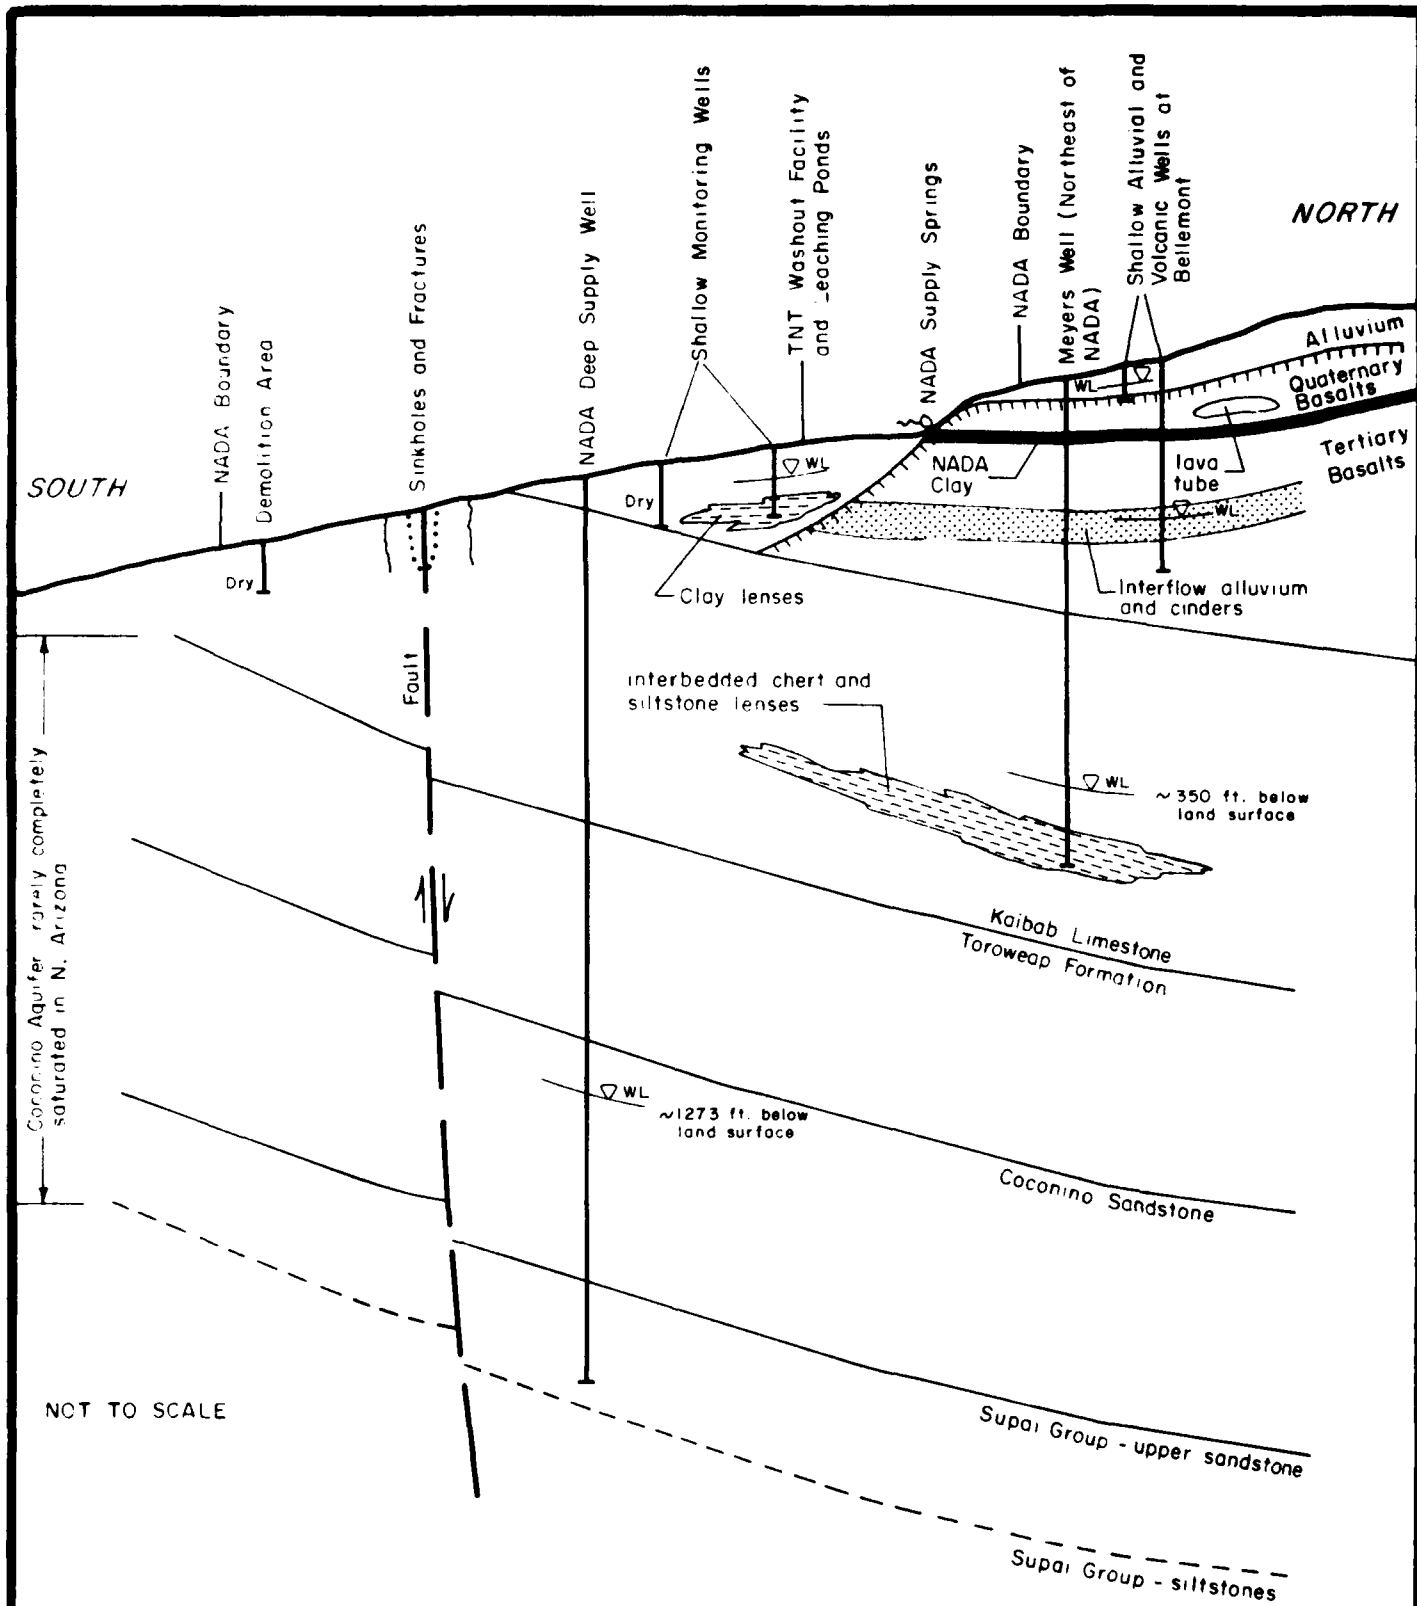 NADA Boundary
Demolition Area
Sinkholes and Fractures
NADA Deep Supply Well
Shallow Monitoring Wells
TNT Washout Facility
and Leaching Ponds
NADA Supply Springs
NADA Boundary
Meyers Well (Northeast of
NADA)
Shallow Alluvial and
Volcanic Wells at
Bellemont
NORTH
SOUTH
Alluvium
Quaternary
Basalts
Tertiary
Basalts
WL
WL
WL
NADA
Clay
lava
tube
Dry
Dry
Clay lenses
Interflow alluvium
and cinders
Fault
interbedded chert and
siltstone lenses
WL
~350 ft. below
land surface
Coconino Aquifer rarely completely
saturated in N. Arizona
Kaibab Limestone
Toroweap Formation
WL
~1273 ft. below
land surface
Coconino Sandstone
NOT TO SCALE
Supai Group - upper sandstone
Supai Group - siltstones